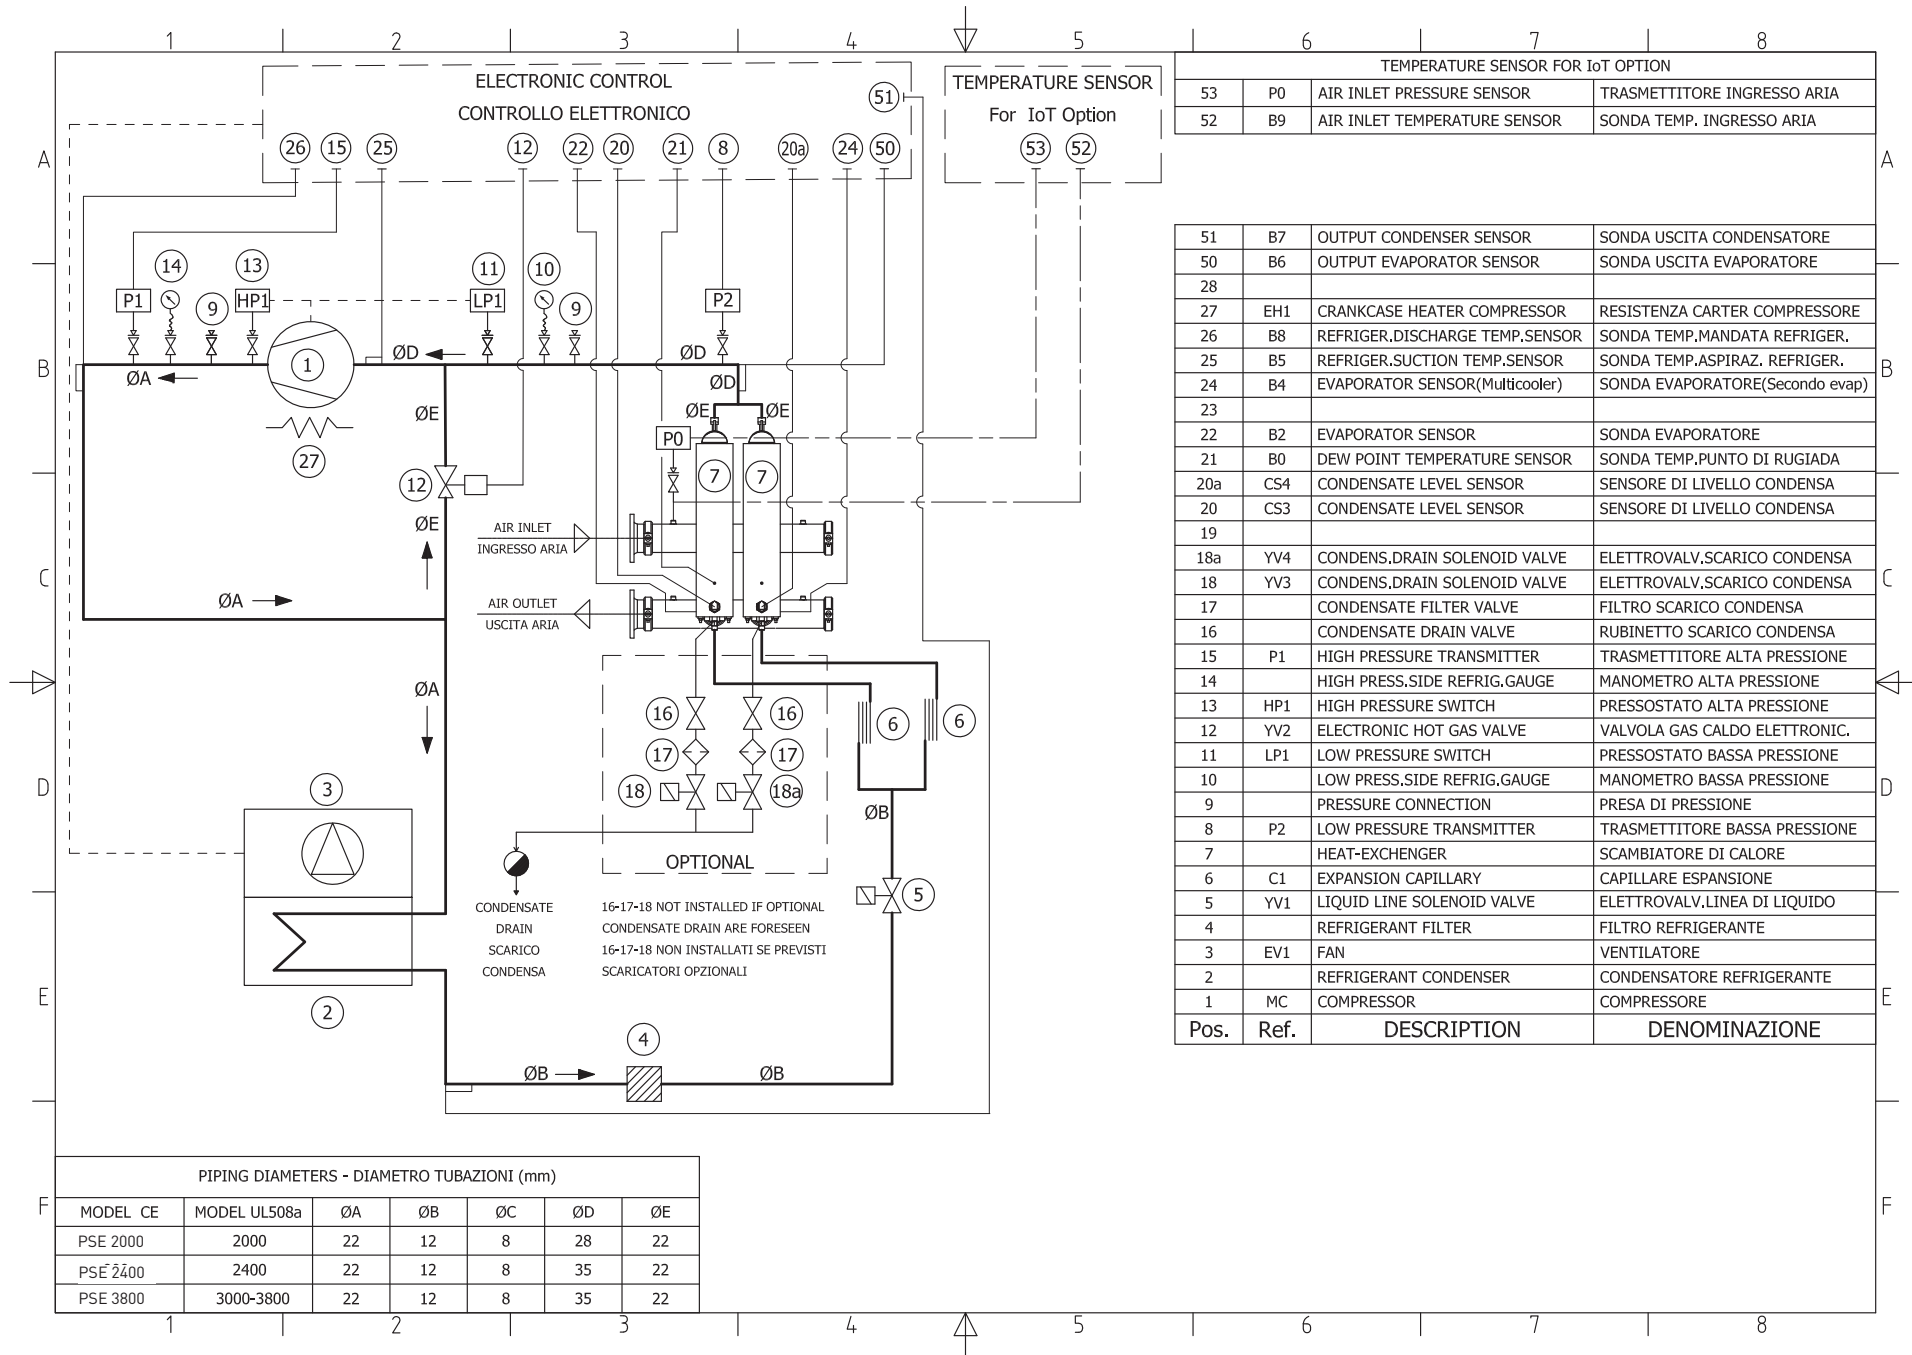 1 2 3 4 5 6 7 8
ELECTRONIC CONTROL
CONTROLLO ELETTRONICO
51
26 15 25 12 22 20 21 8 20a 24 50
TEMPERATURE SENSOR
For IoT Option
53 52
TEMPERATURE SENSOR FOR IoT OPTION
53 P0 AIR INLET PRESSURE SENSOR TRASMETTITORE INGRESSO ARIA
52 B9 AIR INLET TEMPERATURE SENSOR SONDA TEMP. INGRESSO ARIA
A A
14 13 11 10
P1 9 HP1 LP1 9 P2
B B
1 ØD ØD
ØA ØD
ØE ØE ØE
P0
27 7 7
12
ØE
AIR INLET
INGRESSO ARIA
C C
ØA
AIR OUTLET
USCITA ARIA
ØA
16 16 6 6
17 17
18 18a
D D
3 ØB
OPTIONAL
5
CONDENSATE
DRAIN
SCARICO
CONDENSA
16-17-18 NOT INSTALLED IF OPTIONAL
CONDENSATE DRAIN ARE FORESEEN
16-17-18 NON INSTALLATI SE PREVISTI
SCARICATORI OPZIONALI
E E
2
4
ØB ØB
51 B7 OUTPUT CONDENSER SENSOR SONDA USCITA CONDENSATORE
50 B6 OUTPUT EVAPORATOR SENSOR SONDA USCITA EVAPORATORE
28
27 EH1 CRANKCASE HEATER COMPRESSOR RESISTENZA CARTER COMPRESSORE
26 B8 REFRIGER.DISCHARGE TEMP.SENSOR SONDA TEMP.MANDATA REFRIGER.
25 B5 REFRIGER.SUCTION TEMP.SENSOR SONDA TEMP.ASPIRAZ. REFRIGER.
24 B4 EVAPORATOR SENSOR(Multicooler) SONDA EVAPORATORE(Secondo evap)
23
22 B2 EVAPORATOR SENSOR SONDA EVAPORATORE
21 B0 DEW POINT TEMPERATURE SENSOR SONDA TEMP.PUNTO DI RUGIADA
20a CS4 CONDENSATE LEVEL SENSOR SENSORE DI LIVELLO CONDENSA
20 CS3 CONDENSATE LEVEL SENSOR SENSORE DI LIVELLO CONDENSA
19
18a YV4 CONDENS.DRAIN SOLENOID VALVE ELETTROVALV.SCARICO CONDENSA
18 YV3 CONDENS.DRAIN SOLENOID VALVE ELETTROVALV.SCARICO CONDENSA
17 CONDENSATE FILTER VALVE FILTRO SCARICO CONDENSA
16 CONDENSATE DRAIN VALVE RUBINETTO SCARICO CONDENSA
15 P1 HIGH PRESSURE TRANSMITTER TRASMETTITORE ALTA PRESSIONE
14 HIGH PRESS.SIDE REFRIG.GAUGE MANOMETRO ALTA PRESSIONE
13 HP1 HIGH PRESSURE SWITCH PRESSOSTATO ALTA PRESSIONE
12 YV2 ELECTRONIC HOT GAS VALVE VALVOLA GAS CALDO ELETTRONIC.
11 LP1 LOW PRESSURE SWITCH PRESSOSTATO BASSA PRESSIONE
10 LOW PRESS.SIDE REFRIG.GAUGE MANOMETRO BASSA PRESSIONE
9 PRESSURE CONNECTION PRESA DI PRESSIONE
8 P2 LOW PRESSURE TRANSMITTER TRASMETTITORE BASSA PRESSIONE
7 HEAT-EXCHENGER SCAMBIATORE DI CALORE
6 C1 EXPANSION CAPILLARY CAPILLARE ESPANSIONE
5 YV1 LIQUID LINE SOLENOID VALVE ELETTROVALV.LINEA DI LIQUIDO
4 REFRIGERANT FILTER FILTRO REFRIGERANTE
3 EV1 FAN VENTILATORE
2 REFRIGERANT CONDENSER CONDENSATORE REFRIGERANTE
1 MC COMPRESSOR COMPRESSORE
Pos. Ref. DESCRIPTION DENOMINAZIONE
F F
PIPING DIAMETERS - DIAMETRO TUBAZIONI (mm)
MODEL CE MODEL UL508a ØA ØB ØC ØD ØE
PSE 2000 2000 22 12 8 28 22
PSE 2400 2400 22 12 8 35 22
PSE 3800 3000-3800 22 12 8 35 22
1 2 3 4 5 6 7 8